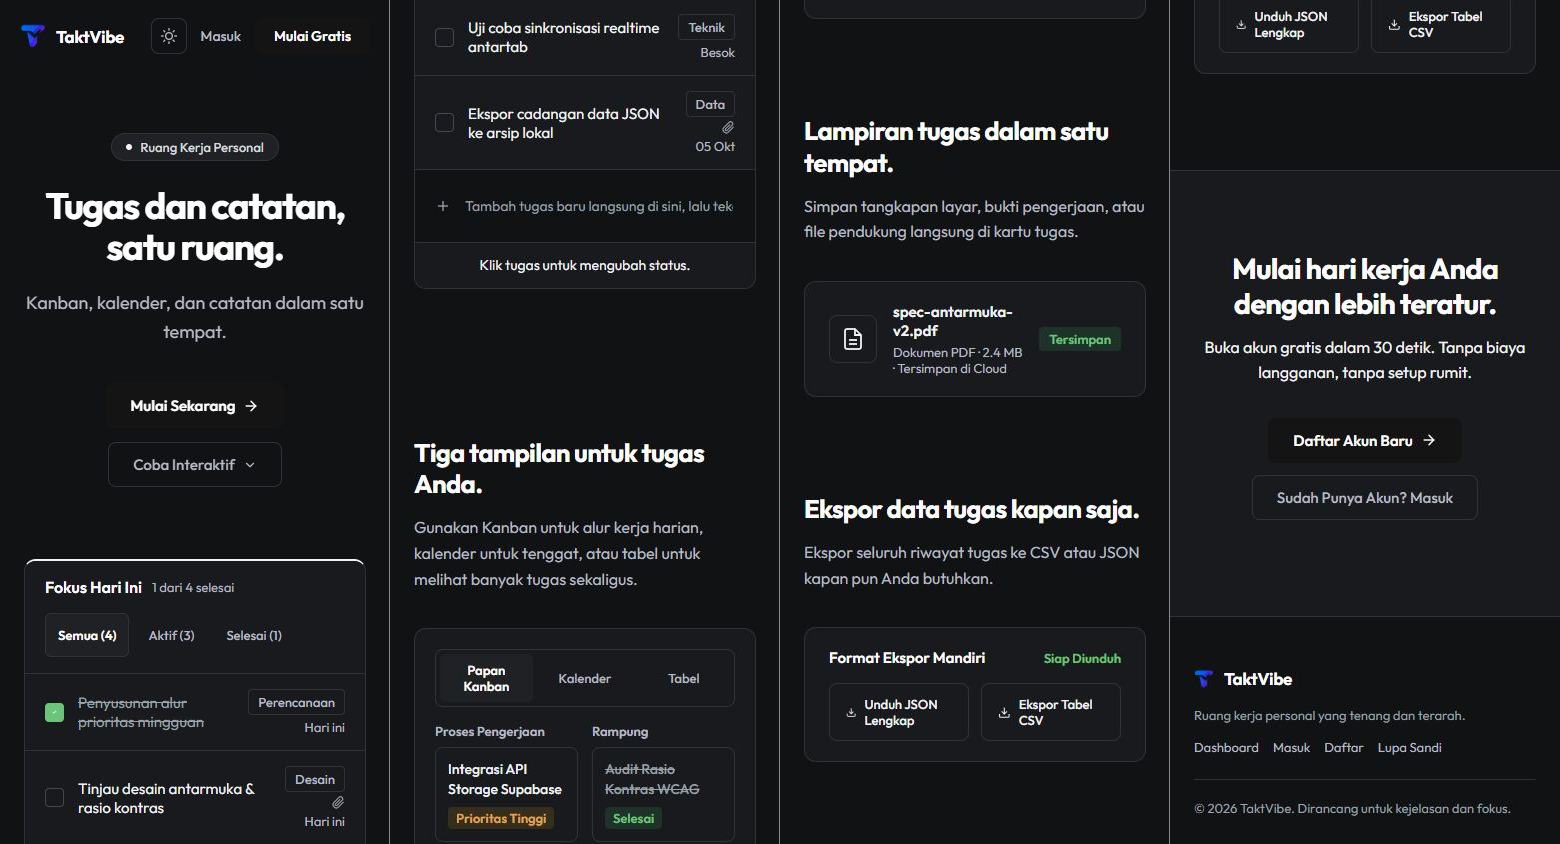 TaktVibe
Masuk
Mulai Gratis
Ruang Kerja Personal
Tugas dan catatan,
satu ruang.
Kanban, kalender, dan catatan dalam satu
tempat.
Mulai Sekarang
Coba Interaktif
Fokus Hari Ini 1 dari 4 selesai
Semua (4) Aktif (3) Selesai (1)
Penyusunan alur
prioritas mingguan
Perencanaan
Hari ini
Tinjau desain antarmuka &
rasio kontras
Desain
Hari ini
Uji coba sinkronisasi realtime
antartab
Teknik
Besok
Ekspor cadangan data JSON
ke arsip lokal
Data
05 Okt
Tambah tugas baru langsung di sini, lalu tek
Klik tugas untuk mengubah status.
Tiga tampilan untuk tugas
Anda.
Gunakan Kanban untuk alur kerja harian,
kalender untuk tenggat, atau tabel untuk
melihat banyak tugas sekaligus.
Papan
Kanban
Kalender
Tabel
Proses Pengerjaan
Integrasi API
Storage Supabase
Prioritas Tinggi
Rampung
Audit Rasio
Kontras WCAG
Selesai
Lampiran tugas dalam satu
tempat.
Simpan tangkapan layar, bukti pengerjaan, atau
file pendukung langsung di kartu tugas.
spec-antarmuka-
v2.pdf
Dokumen PDF · 2.4 MB
· Tersimpan di Cloud
Tersimpan
Ekspor data tugas kapan saja.
Ekspor seluruh riwayat tugas ke CSV atau JSON
kapan pun Anda butuhkan.
Format Ekspor Mandiri
Siap Diunduh
Unduh JSON
Lengkap
Ekspor Tabel
CSV
Unduh JSON
Lengkap
Ekspor Tabel
CSV
Mulai hari kerja Anda
dengan lebih teratur.
Buka akun gratis dalam 30 detik. Tanpa biaya
langganan, tanpa setup rumit.
Daftar Akun Baru
Sudah Punya Akun? Masuk
TaktVibe
Ruang kerja personal yang tenang dan terarah.
Dashboard Masuk Daftar Lupa Sandi
© 2026 TaktVibe. Dirancang untuk kejelasan dan fokus.